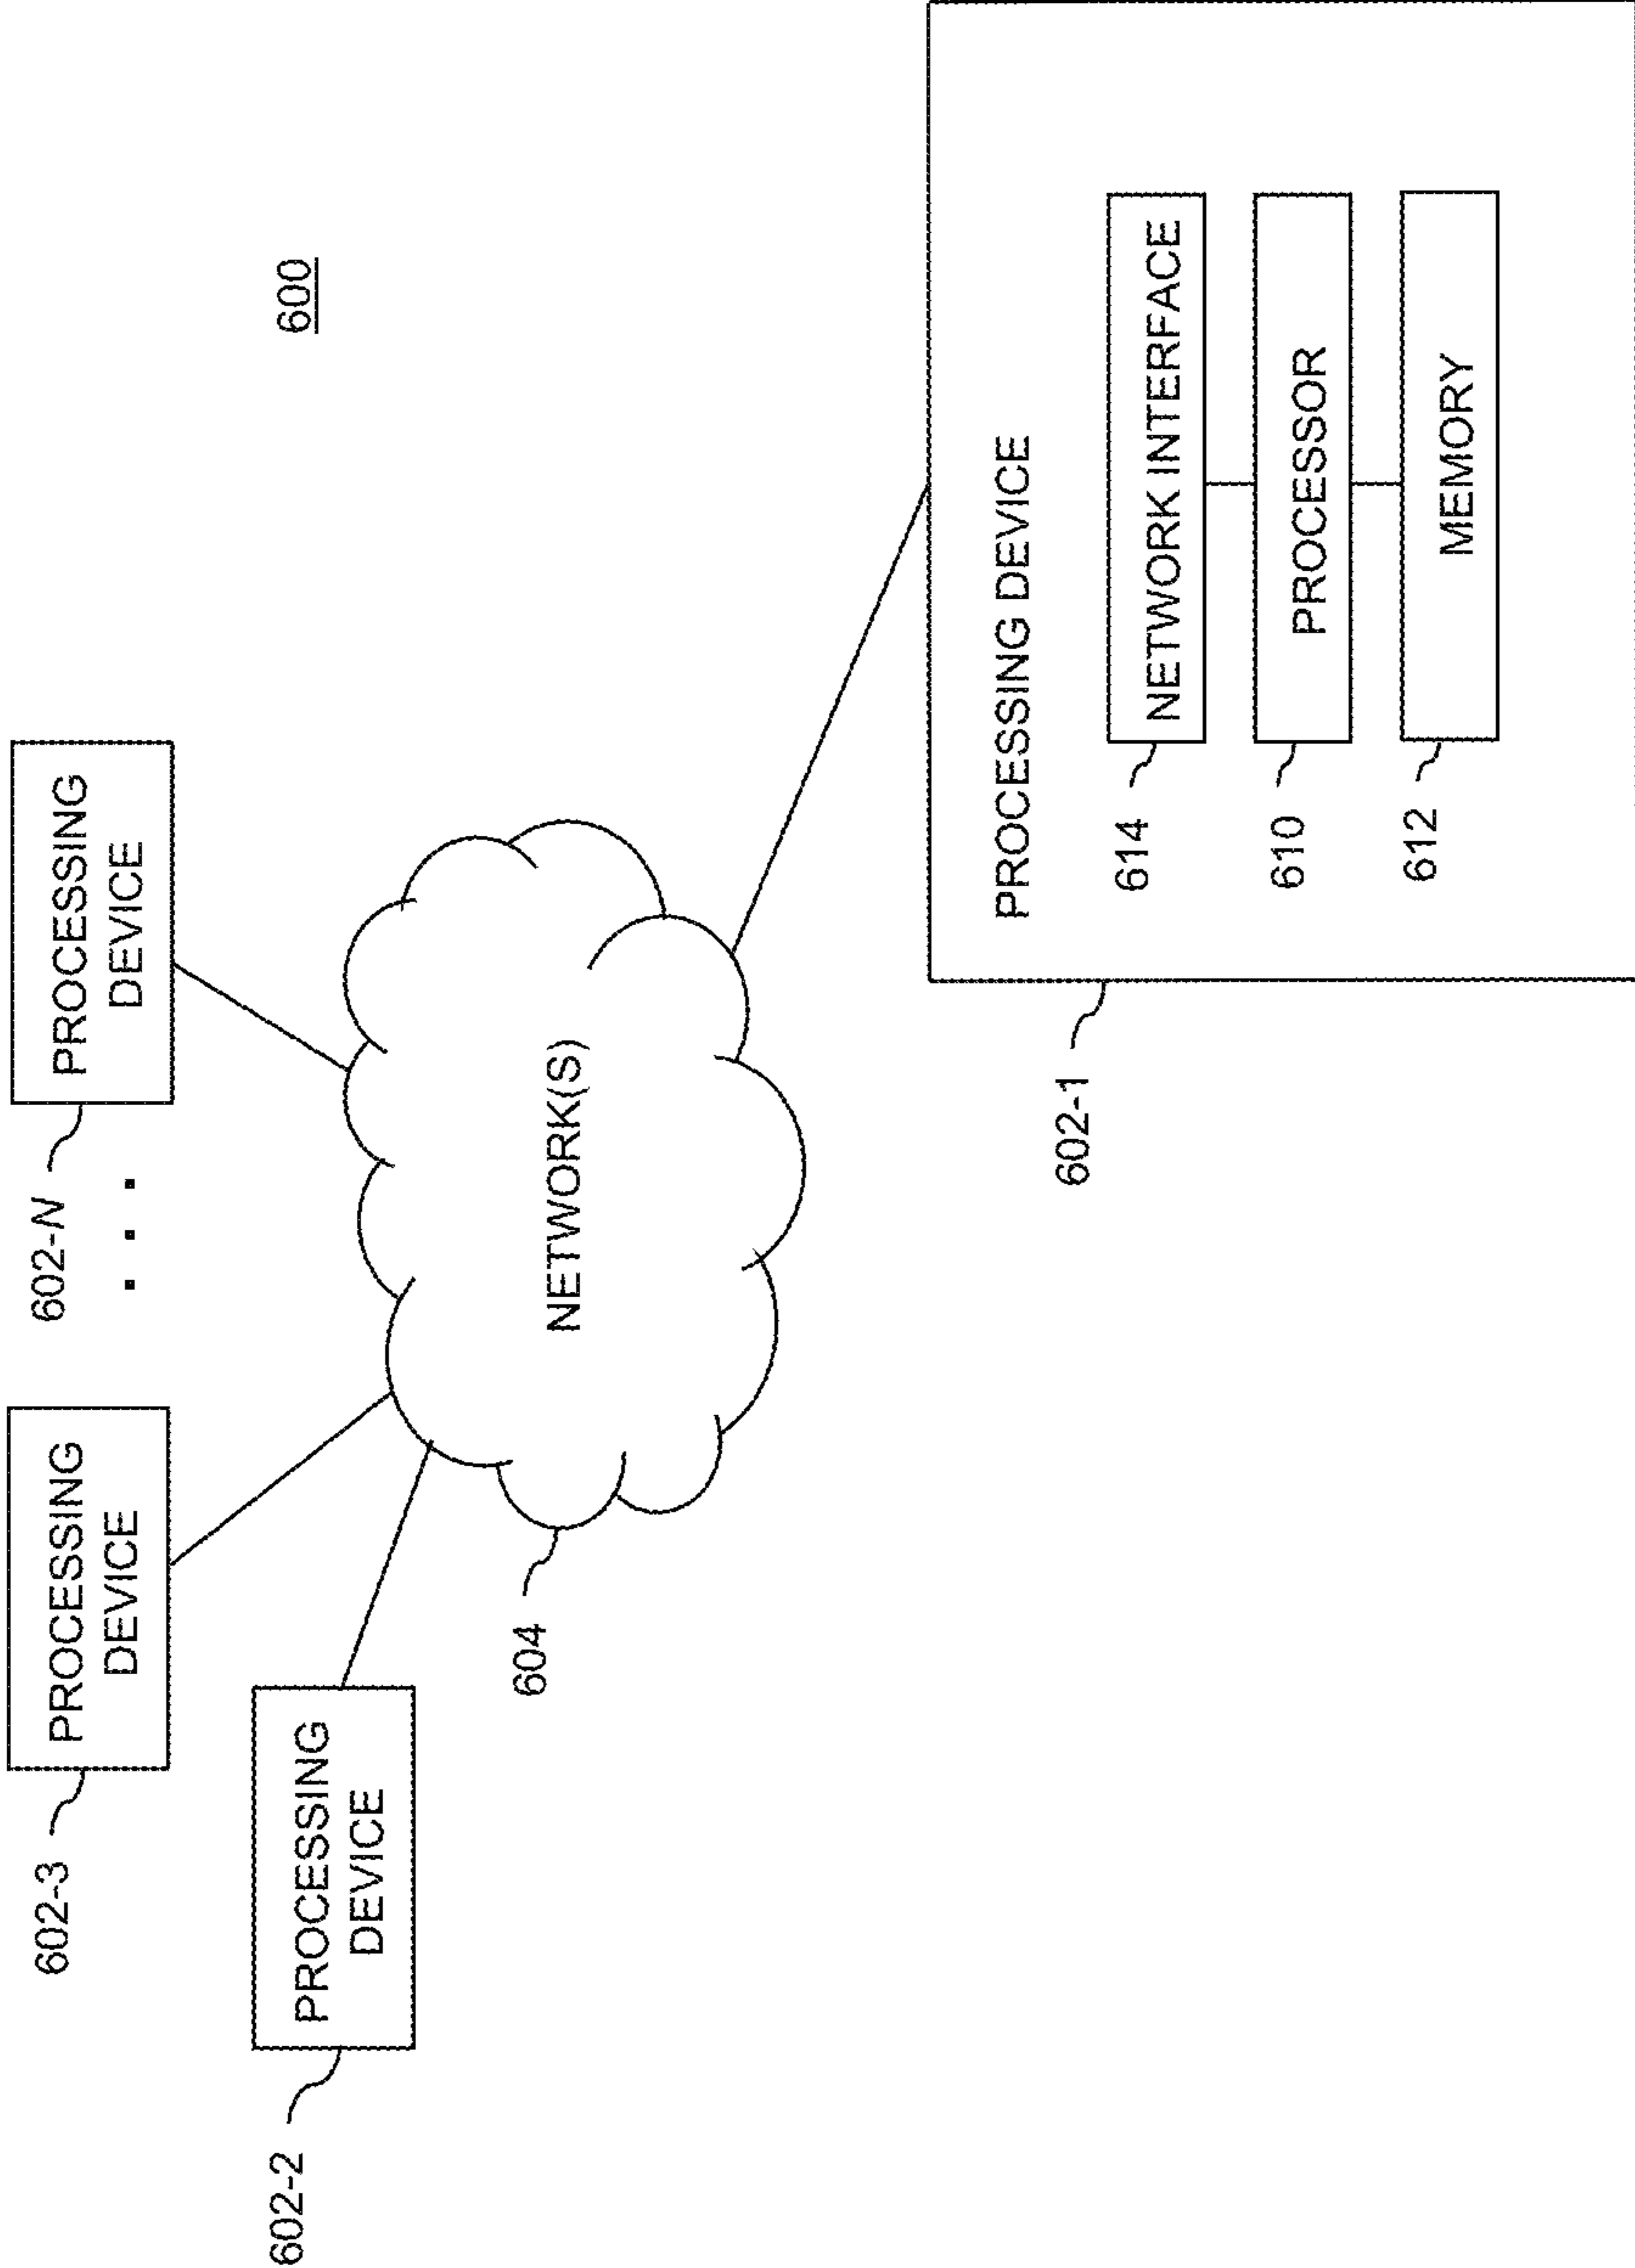 600
602-2
PROCESSING
DEVICE
602-3
PROCESSING
DEVICE
602-N
PROCESSING
DEVICE
. . .
604
NETWORK(S)
602-1
PROCESSING DEVICE
614
NETWORK INTERFACE
610
PROCESSOR
612
MEMORY